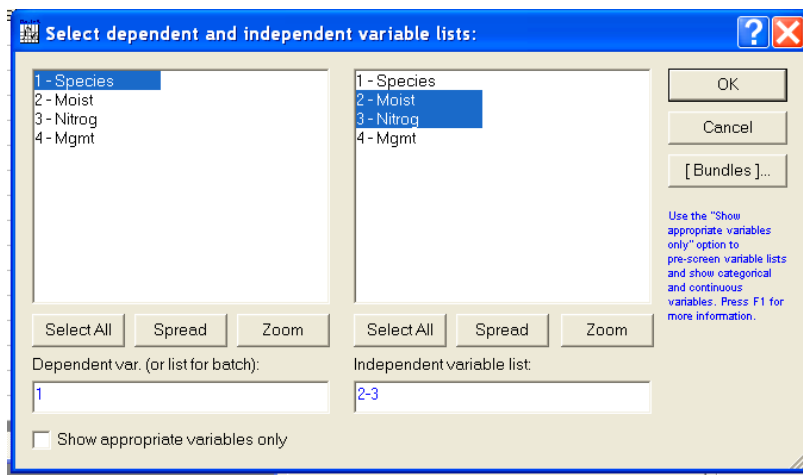 Select dependent and independent variable lists:
1 - Species
2 - Moist
3 - Nitrog
4 - Mgmt
1 - Species
2 - Moist
3 - Nitrog
4 - Mgmt
OK
Cancel
[ Bundles ]...
Use the "Show
appropriate variables
only" option to
pre-screen variable lists
and show categorical
and continuous
variables. Press F1 for
more information.
Select All
Spread
Zoom
Select All
Spread
Zoom
Dependent var. (or list for batch):
Independent variable list:
1
2-3
Show appropriate variables only